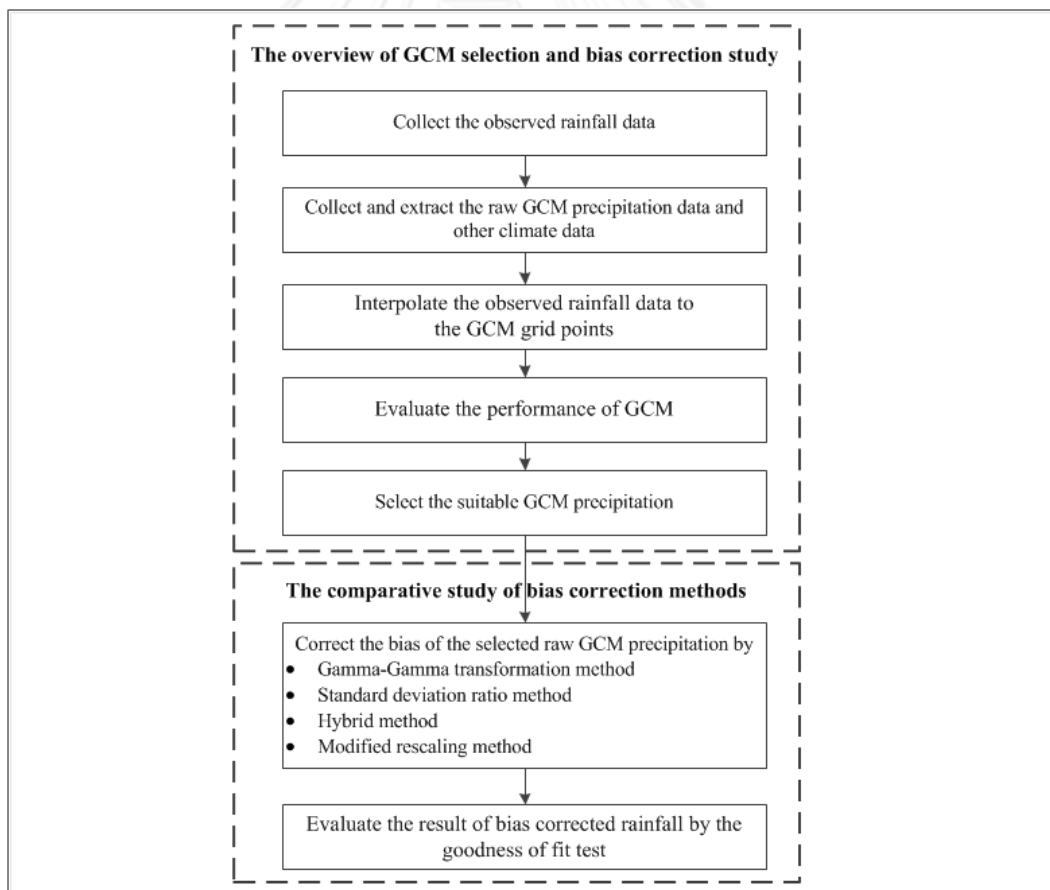 The overview of GCM selection and bias correction study
Collect the observed rainfall data
Collect and extract the raw GCM precipitation data and
other climate data
Interpolate the observed rainfall data to
the GCM grid points
Evaluate the performance of GCM
Select the suitable GCM precipitation
The comparative study of bias correction methods
Correct the bias of the selected raw GCM precipitation by
● Gamma-Gamma transformation method
● Standard deviation ratio method
● Hybrid method
● Modified rescaling method
Evaluate the result of bias corrected rainfall by the
goodness of fit test